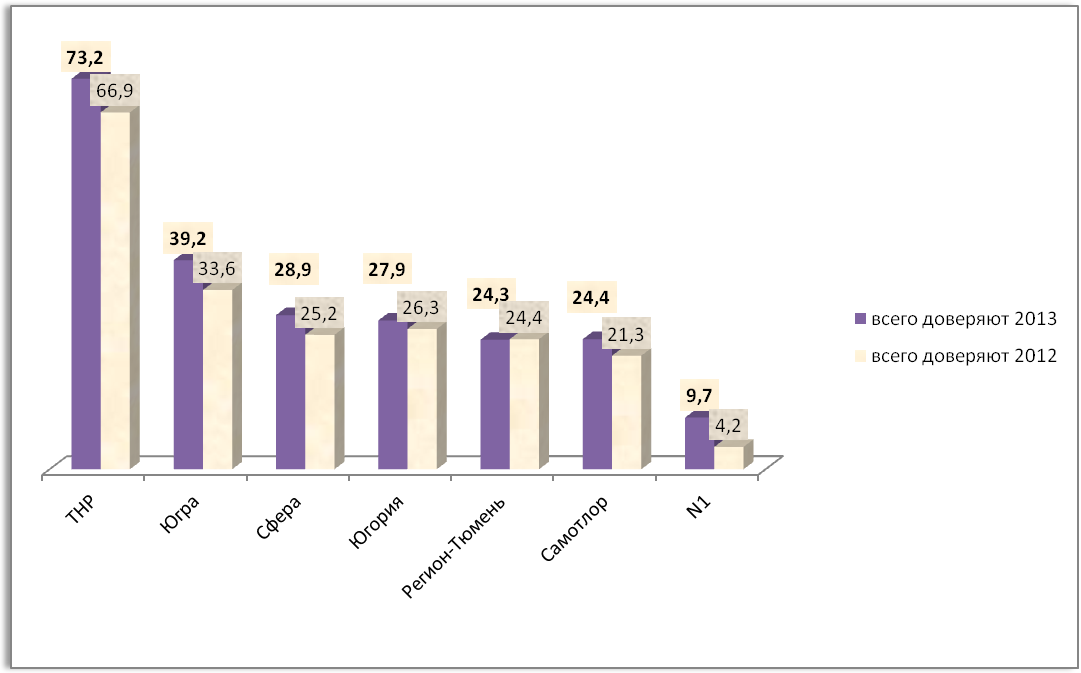 73,2
66,9
39,2
33,6
28,9
25,2
27,9
26,3
24,3
24,4
24,4
21,3
9,7
4,2
ТНР
Югра
Сфера
Югория
Регион-Тюмень
Самотлор
N1
всего доверяют 2013
всего доверяют 2012